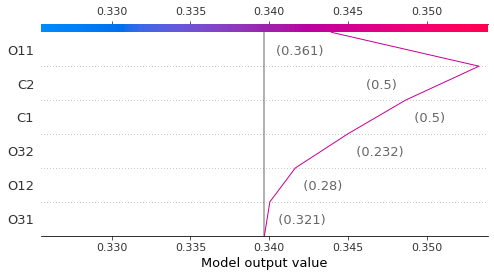 0.330 0.335 0.340 0.345 0.350
O11 (0.361)
C2 (0.5)
C1 (0.5)
O32 (0.232)
O12 (0.28)
O31 (0.321)
0.330 0.335 0.340 0.345 0.350
Model output value